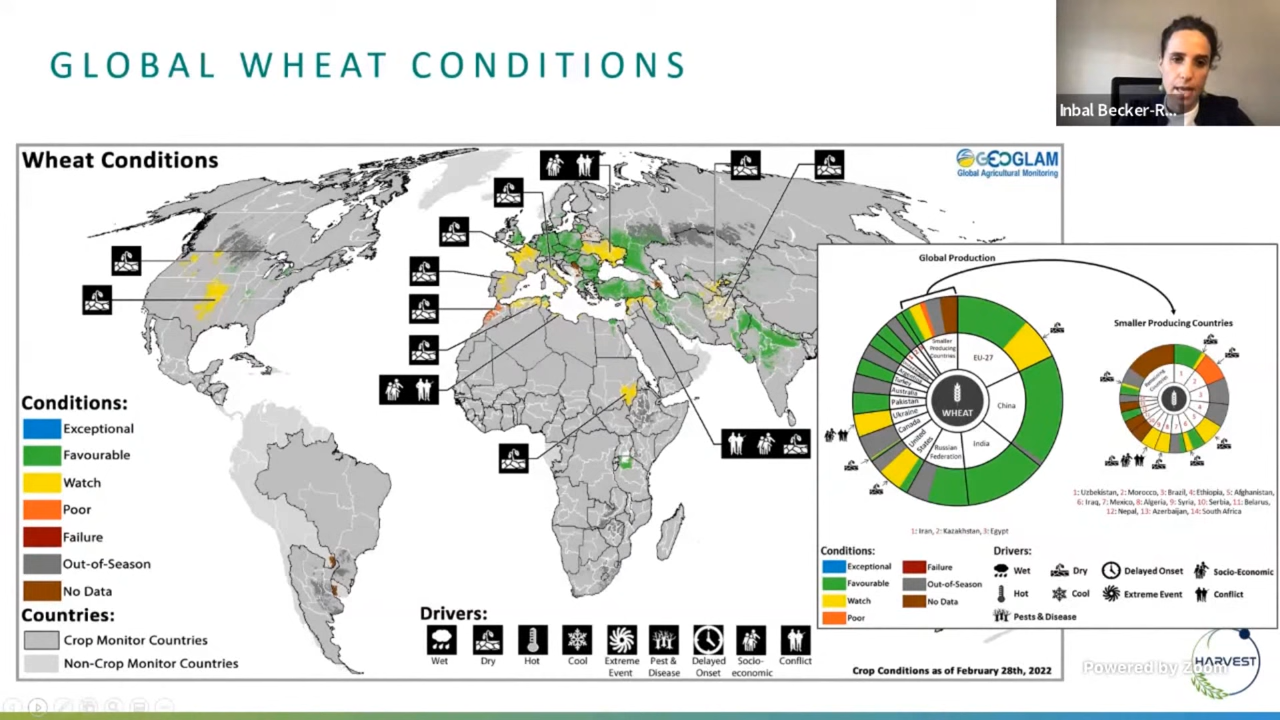 GLOBAL WHEAT CONDITIONS
Inbal Becker-R...
Wheat Conditions
GEOGLAM
Global Agricultural Monitoring
Conditions:
Exceptional
Favourable
Watch
Poor
Failure
Out-of-Season
No Data
Countries:
Crop Monitor Countries
Non-Crop Monitor Countries
Drivers:
Wet
Dry
Hot
Cool
Extreme
Event
Pest &
Disease
Delayed
Onset
Socio-
economic
Conflict
Crop Conditions as of February 28th, 2022
Global Production
Smaller
Producing
Countries
EU-27
China
India
Russian
Federation
United
States
Canada
Ukraine
Pakistan
Australia
Turkey
WHEAT
1: Iran, 2: Kazakhstan, 3: Egypt
Smaller Producing Countries
Remaining
Countries
1
2
3
4
1: Uzbekistan, 2: Morocco, 3: Brazil, 4: Ethiopia, 5: Afghanistan,
6: Iraq, 7: Mexico, 8: Algeria, 9: Syria, 10: Serbia, 11: Belarus,
12: Nepal, 13: Azerbaijan, 14: South Africa
Conditions:
Exceptional
Favourable
Watch
Poor
Failure
Out-of-Season
No Data
Drivers:
Wet
Dry
Delayed Onset
Socio-Economic
Hot
Cool
Extreme Event
Conflict
Pests & Disease
Powered by Zoom
HARVEST